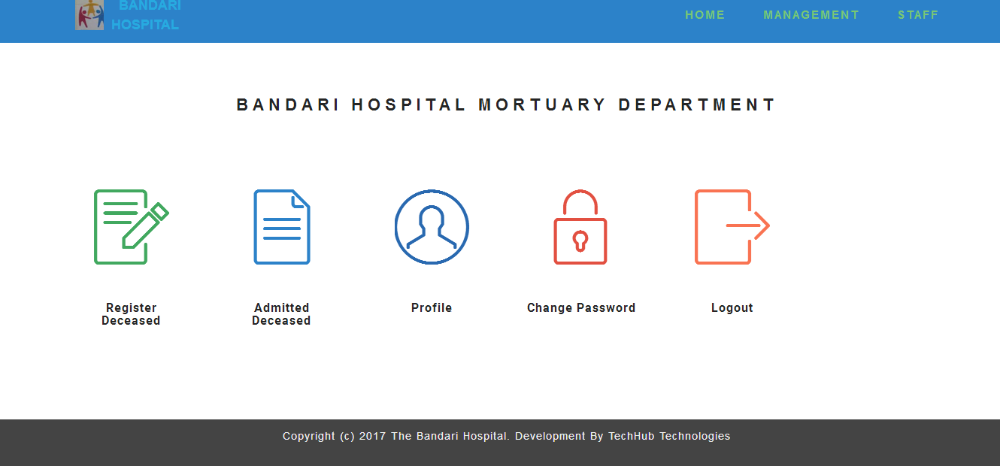 BANDARI
HOSPITAL
HOME MANAGEMENT STAFF
BANDARI HOSPITAL MORTUARY DEPARTMENT
Register
Deceased
Admitted
Deceased
Profile
Change Password
Logout
Copyright (c) 2017 The Bandari Hospital. Development By TechHub Technologies